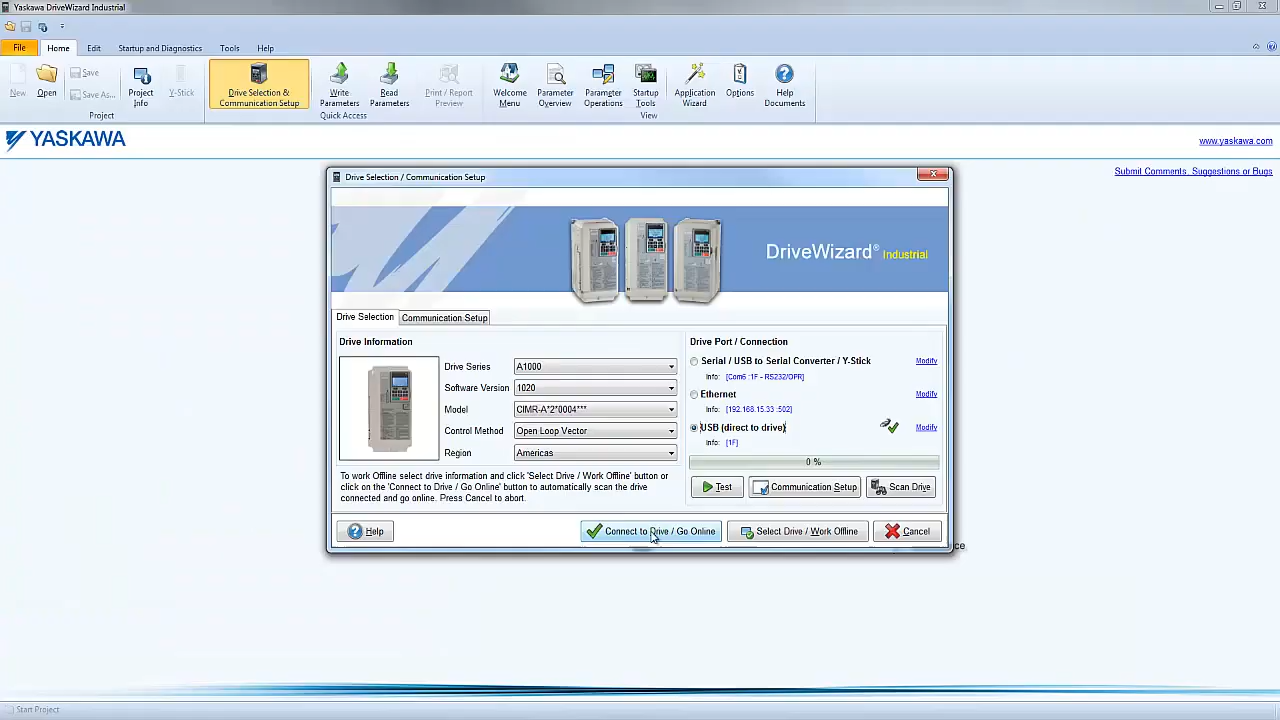 Yaskawa DriveWizard Industrial
File Home Edit Startup and Diagnostics Tools Help
New Open Save Save As... Project Info V-Stick
Drive Selection & Communication Setup
Write Parameters Read Parameters Print / Report Preview
Welcome Menu Parameter Overview Parameter Operations Startup Tools Application Wizard Options Help Documents
Project Quick Access View
YASKAWA
www.yaskawa.com
Submit Comments, Suggestions or Bugs
Drive Selection / Communication Setup
DriveWizard® Industrial
Drive Selection Communication Setup
Drive Information
Drive Series A1000
Software Version 1020
Model CIMR-A*2*0004***
Control Method Open Loop Vector
Region Americas
To work Offline select drive information and click 'Select Drive / Work Offline' button or
click on the 'Connect to Drive / Go Online' button to automatically scan the drive
connected and go online. Press Cancel to abort.
Drive Port / Connection
Serial / USB to Serial Converter / Y-Stick Modify
Info: [Com6 :1F - RS232/OPR]
Ethernet Modify
Info: [192.168.15.33 :502]
USB (direct to drive) Modify
Info: [1F]
0 %
Test Communication Setup Scan Drive
Help Connect to Drive / Go Online Select Drive / Work Offline Cancel
ce
Start Project